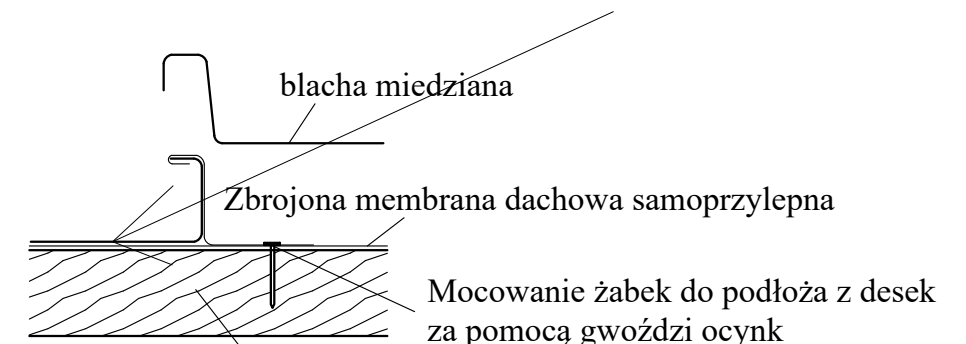 blacha miedziana
Zbrojona membrana dachowa samoprzylepna
Mocowanie żabek do podłoża z desek
za pomocą gwoździ ocynk